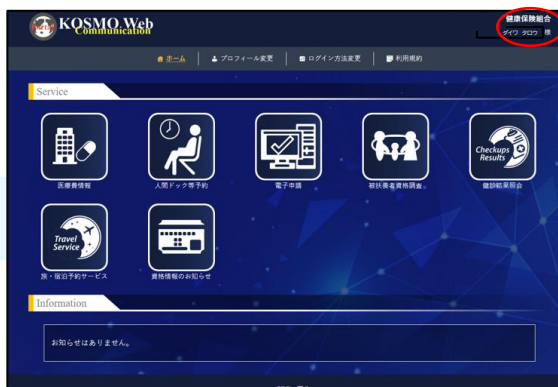 KOSMO Web
Communication
健康保険組合
ダイワ タロウ 様
ホーム
プロフィール変更
ログイン方法変更
利用規約
Service
医療費情報
人間ドック等予約
電子申請
被扶養者資格調査
Checkups
Results
健診結果照会
Travel
Service
旅・宿泊予約サービス
資格情報のお知らせ
Information
お知らせはありません。